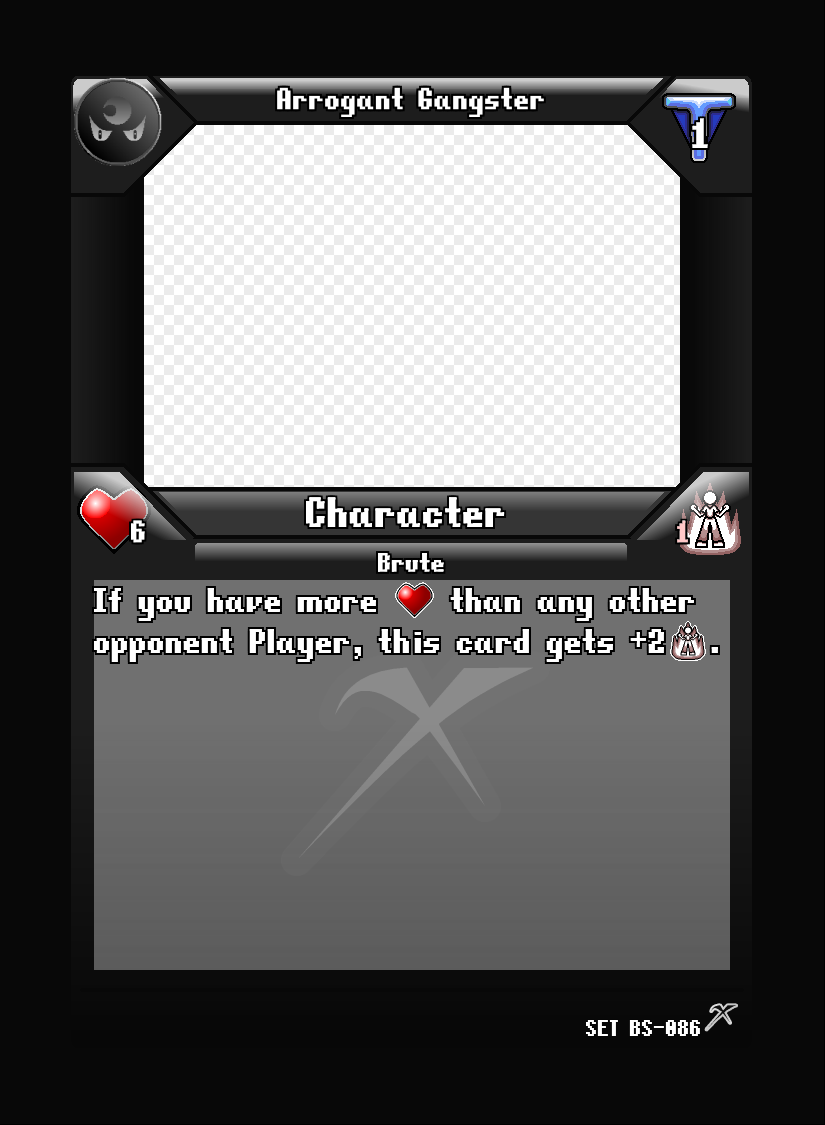 Arrogant Gangster
1
6
Character
1
Brute
If you have more than any other
opponent Player, this card gets +2 .
SET BS-086